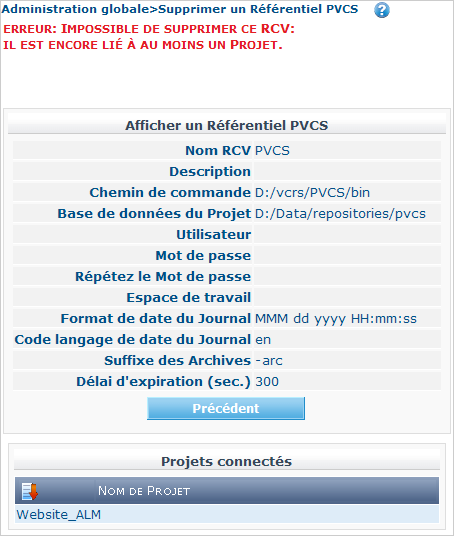 Administration globale>Supprimer un Référentiel PVCS ?
ERREUR: IMPOSSIBLE DE SUPPRIMER CE RCV:
IL EST ENCORE LIÉ À AU MOINS UN PROJET.
Afficher un Référentiel PVCS
Nom RCV PVCS
Description
Chemin de commande D:/vcrs/PVCS/bin
Base de données du Projet D:/Data/repositories/pvcs
Utilisateur
Mot de passe
Répétez le Mot de passe
Espace de travail
Format de date du Journal MMM dd yyyy HH:mm:ss
Code langage de date du Journal en
Suffixe des Archives -arc
Délai d'expiration (sec.) 300
Précédent
Projets connectés
NOM DE PROJET
Website_ALM